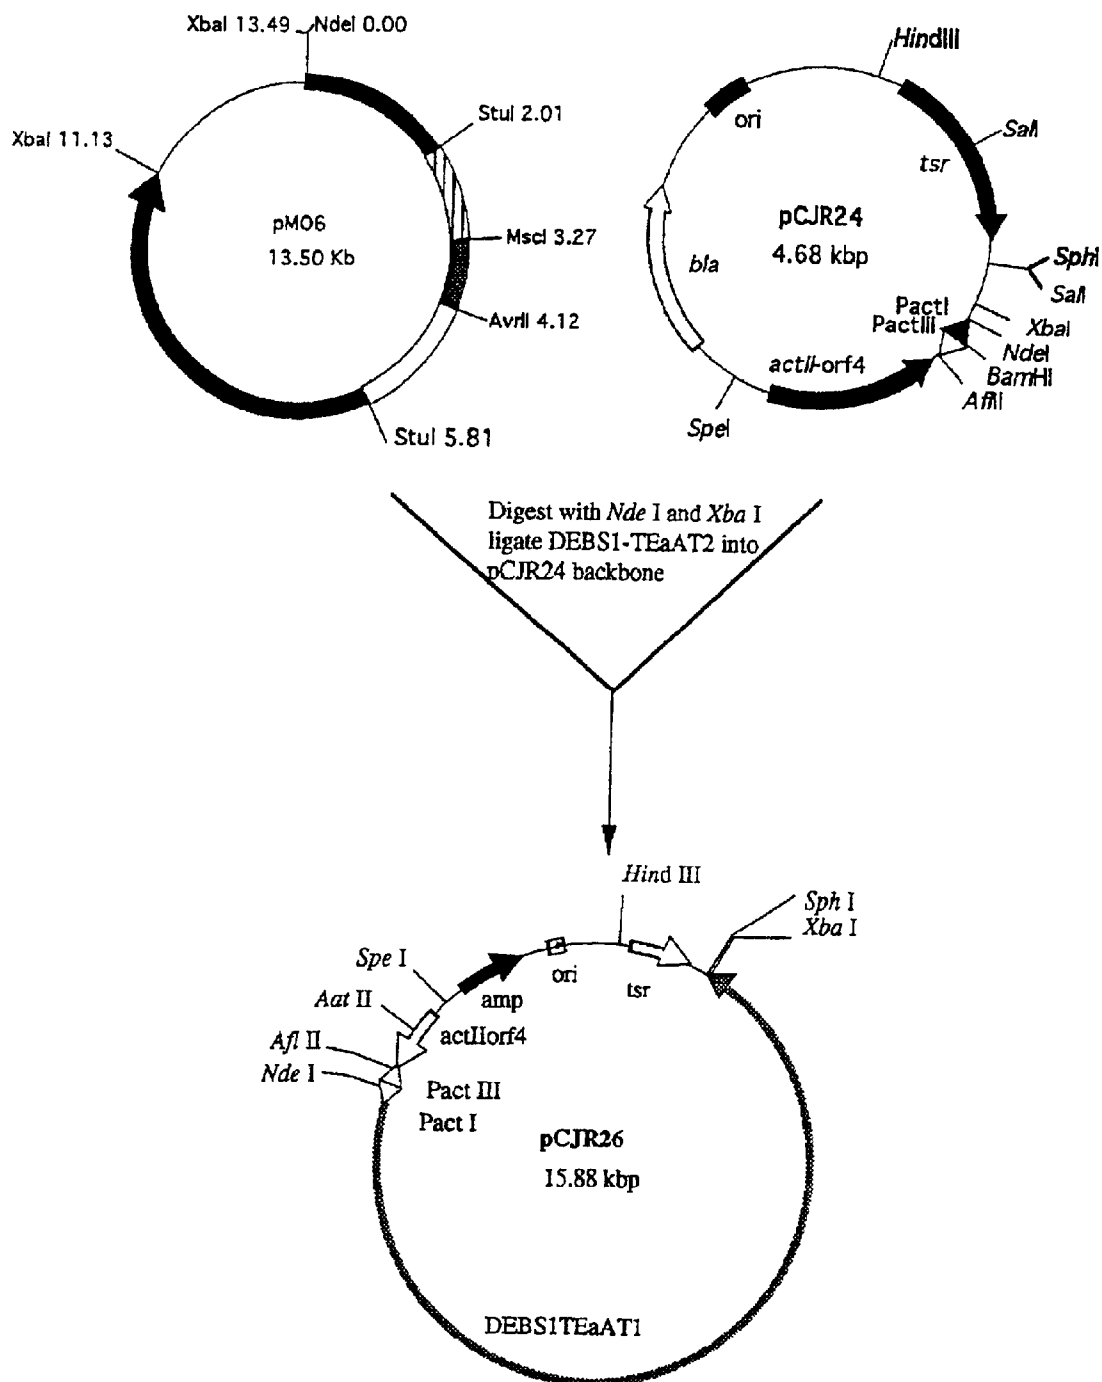 XbaI 13.49
NdeI 0.00
StuI 2.01
XbaI 11.13
pMO6
13.50 Kb
MscI 3.27
AvrII 4.12
StuI 5.81
HindIII
ori
SalI
tsr
pCJR24
4.68 kbp
bla
SphI
SalI
PactI
PactIII
XbaI
NdeI
BamHI
AflII
actII-orf4
SpeI
Digest with Nde I and Xba I
ligate DEBS1-TEaAT2 into
pCJR24 backbone
Hind III
Sph I
Xba I
Spe I
ori
tsr
amp
Aat II
actIIorf4
Afl II
Nde I
Pact III
Pact I
pCJR26
15.88 kbp
DEBS1TEaAT1